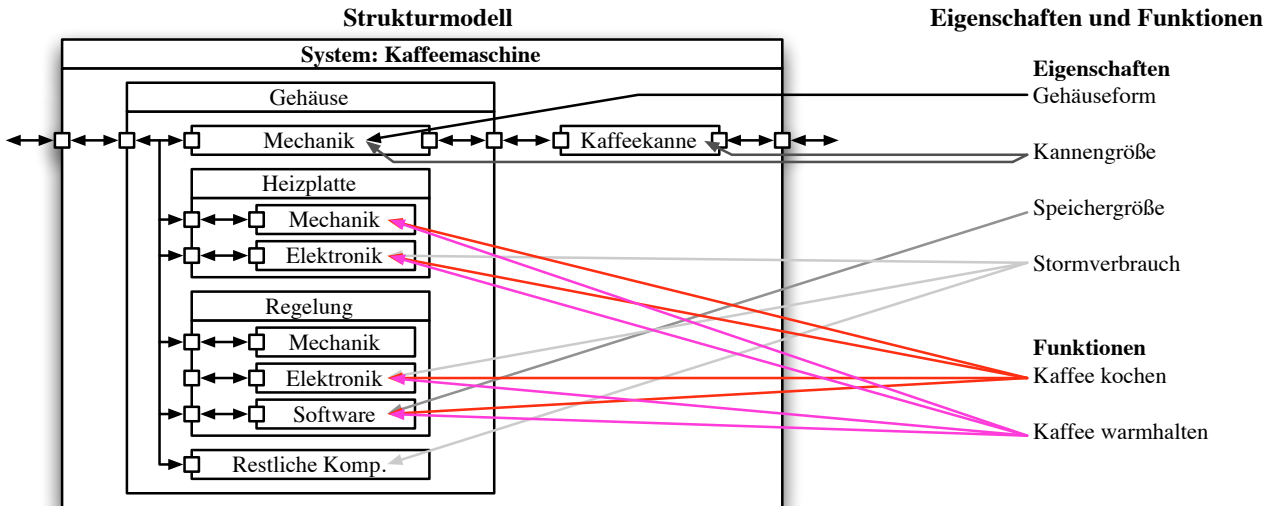 Strukturmodell
Eigenschaften und Funktionen
System: Kaffeemaschine
Gehäuse
Mechanik
Kaffeekanne
Heizplatte
Mechanik
Elektronik
Regelung
Mechanik
Elektronik
Software
Restliche Komp.
Eigenschaften
Gehäuseform
Kannengröße
Speichergröße
Stormverbrauch
Funktionen
Kaffee kochen
Kaffee warmhalten